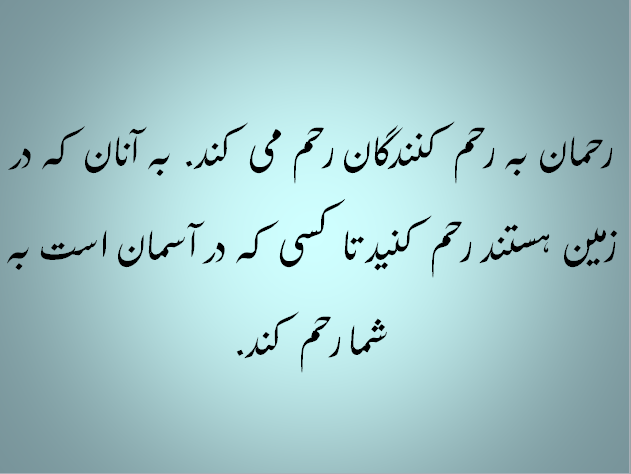 رحمان به رحم کنندگان رحم می کند. به آنان که در
زمین هستند رحم کنید تا کسی که در آسمان است به
شما رحم کند.